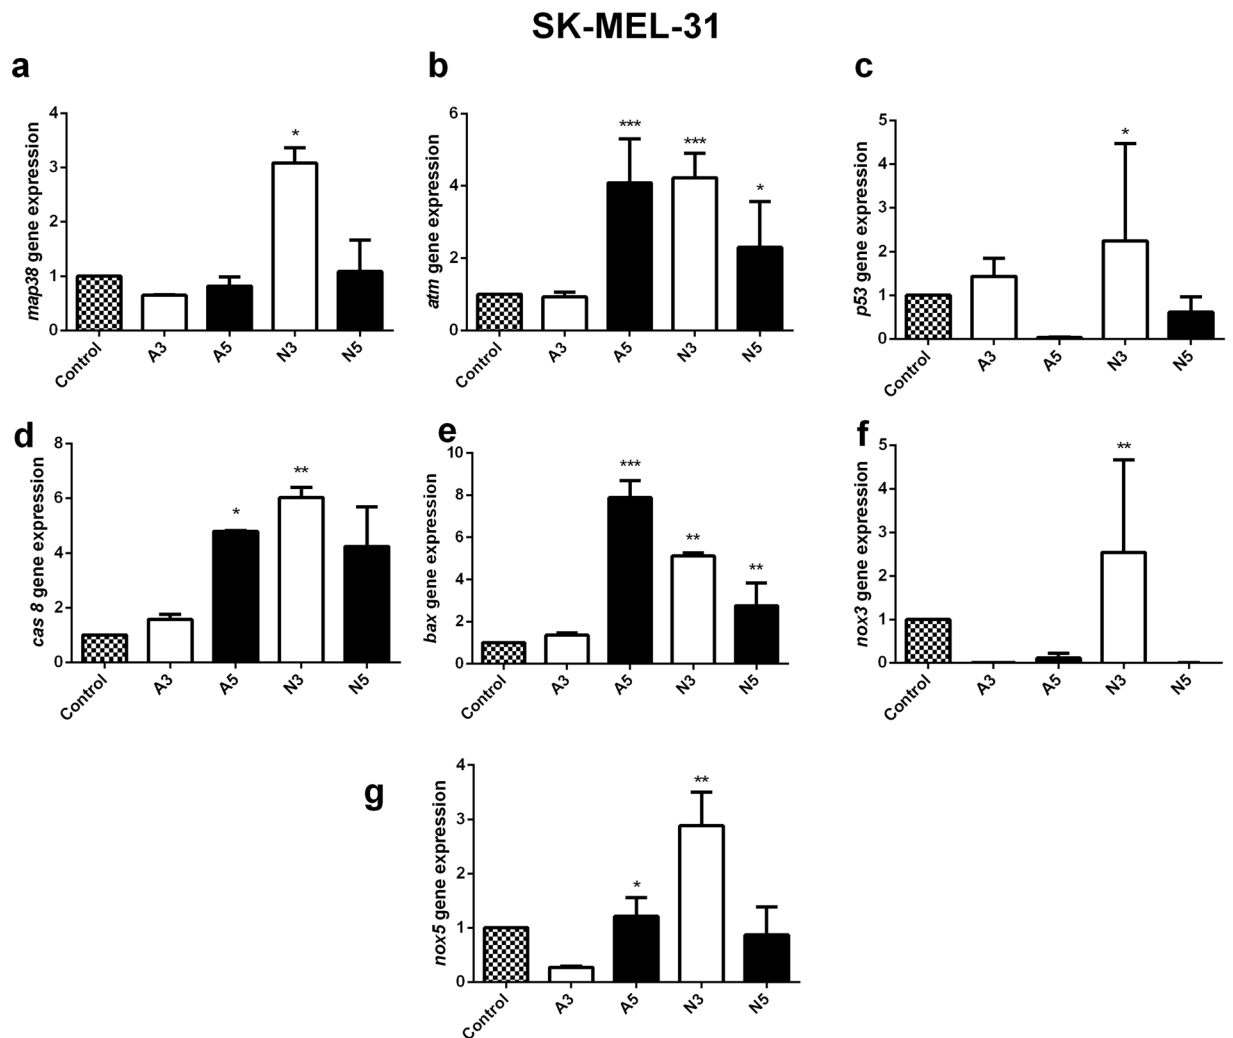 SK-MEL-31
a
map38 gene expression
4
3
2
1
0
*
Control A3 A5 N3 N5
b
atm gene expression
6
4
2
0
*** *** *
Control A3 A5 N3 N5
c
p53 gene expression
5
4
3
2
1
0
*
Control A3 A5 N3 N5
d
cas 8 gene expression
8
6
4
2
0
* **
Control A3 A5 N3 N5
e
bax gene expression
10
8
6
4
2
0
*** ** **
Control A3 A5 N3 N5
f
nox3 gene expression
5
4
3
2
1
0
**
Control A3 A5 N3 N5
g
nox5 gene expression
4
3
2
1
0
* **
Control A3 A5 N3 N5